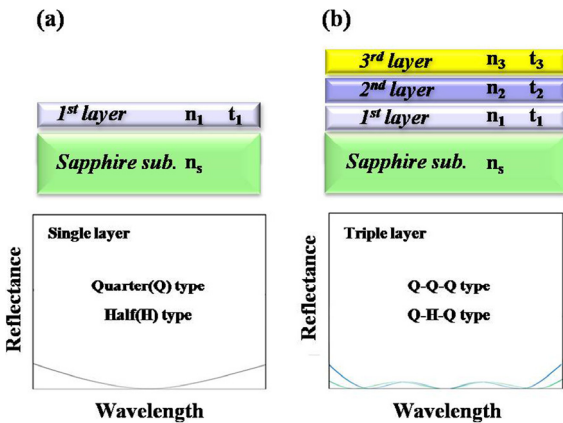 (a)
1st layer n1 t1
Sapphire sub. ns
Single layer
Quarter(Q) type
Half(H) type
Reflectance
Wavelength
(b)
3rd layer n3 t3
2nd layer n2 t2
1st layer n1 t1
Sapphire sub. ns
Triple layer
Q-Q-Q type
Q-H-Q type
Reflectance
Wavelength